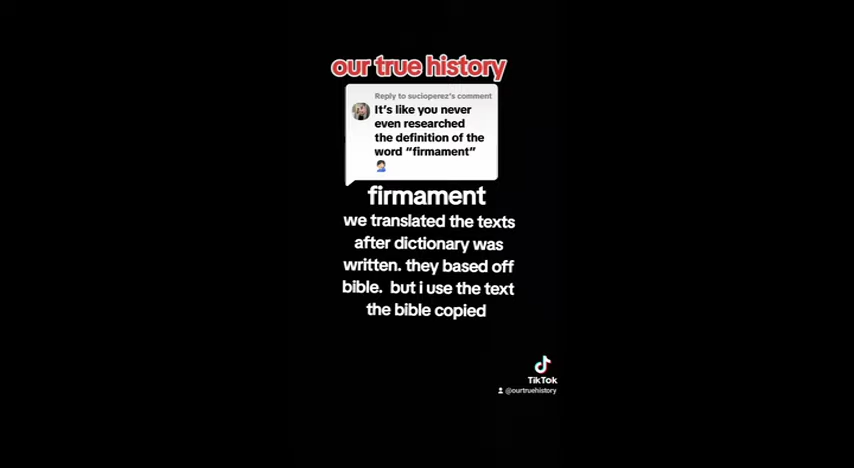 our true history
Reply to sucioperez's comment
It's like you never
even researched
the definition of the
word "firmament"
🤦🏻‍♂️
firmament
we translated the texts
after dictionary was
written. they based off
bible.  but i use the text
the bible copied
TikTok
@ourtruehistory